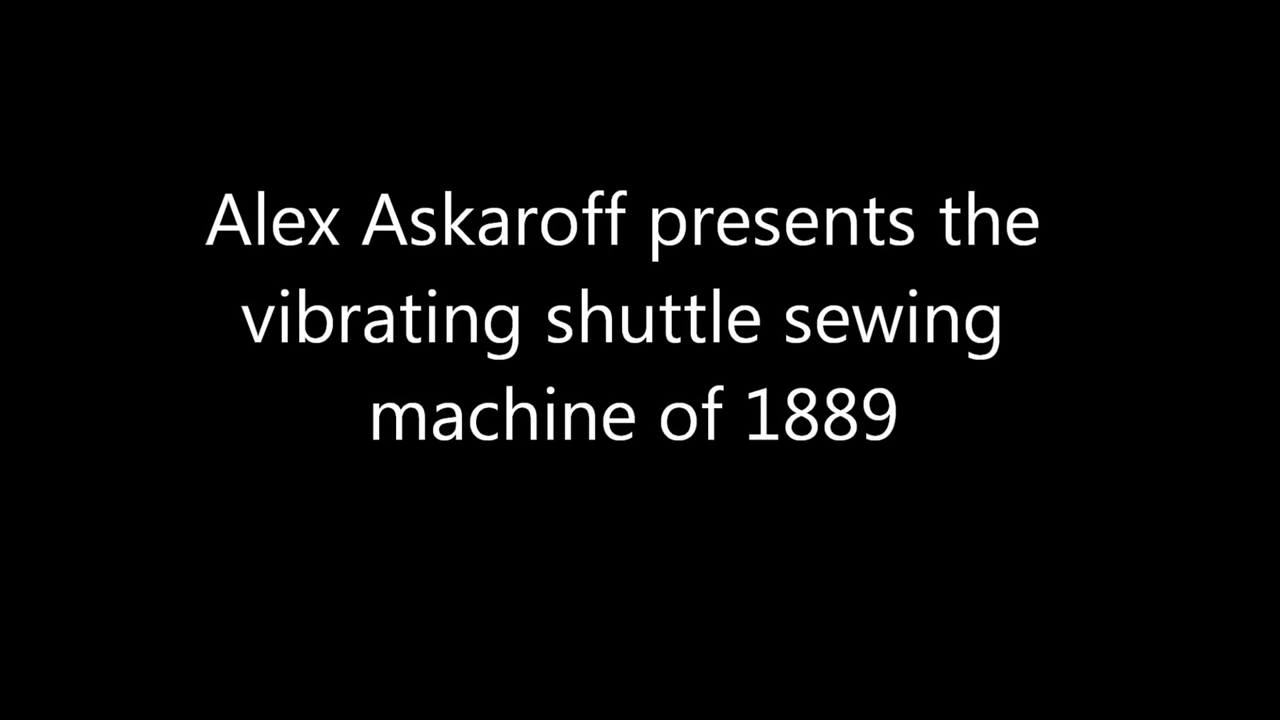 Alex Askaroff presents the
vibrating shuttle sewing
machine of 1889